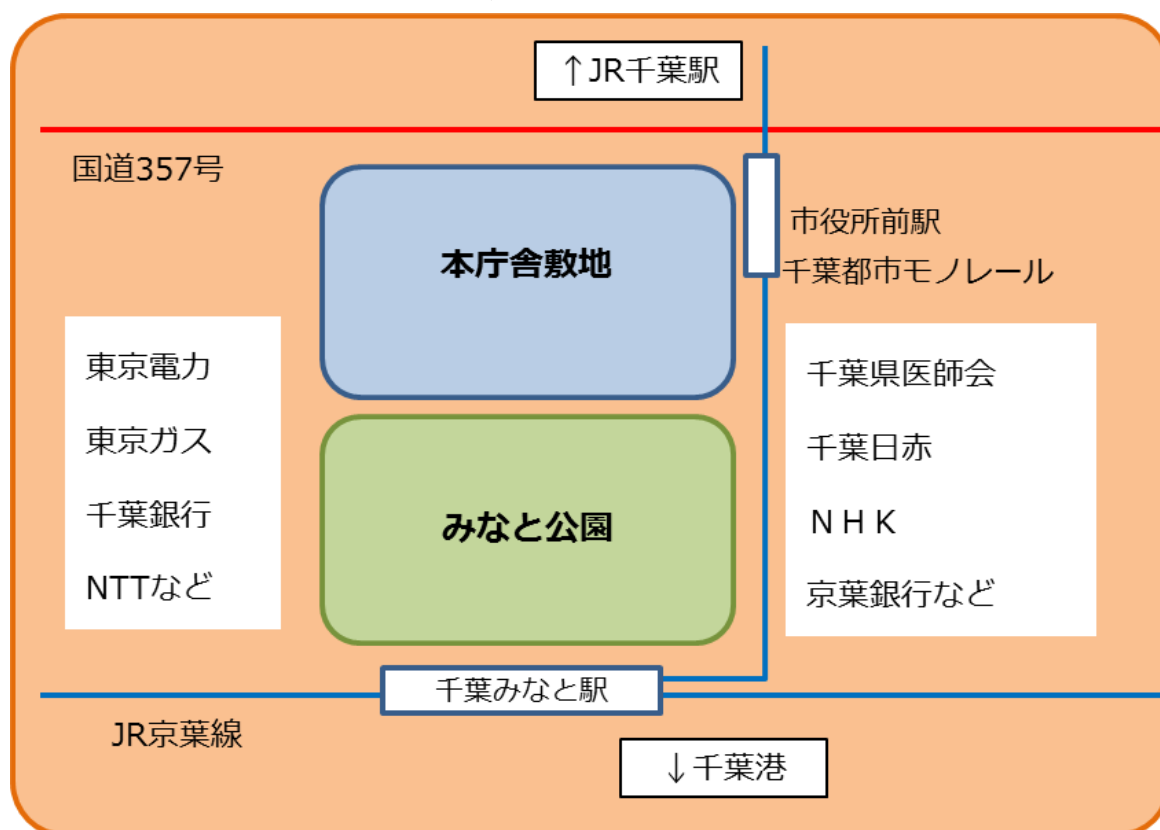 ↑JR千葉駅
国道357号
本庁舎敷地
市役所前駅
千葉都市モノレール
東京電力
東京ガス
千葉銀行
NTTなど
千葉県医師会
千葉日赤
ＮＨＫ
京葉銀行など
みなと公園
千葉みなと駅
JR京葉線
↓千葉港